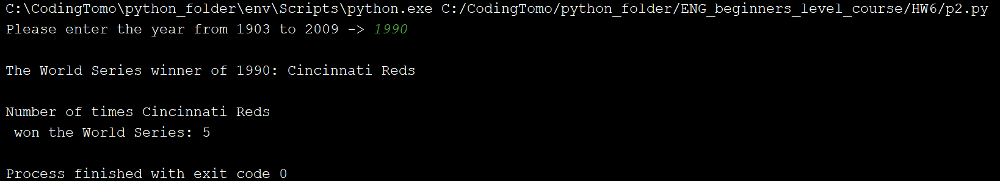 C:\CodingTomo\python_folder\env\Scripts\python.exe C:/CodingTomo/python_folder/ENG_beginners_level_course/HW6/p2.py
Please enter the year from 1903 to 2009 -> 1990
The World Series winner of 1990: Cincinnati Reds
Number of times Cincinnati Reds
 won the World Series: 5
Process finished with exit code 0